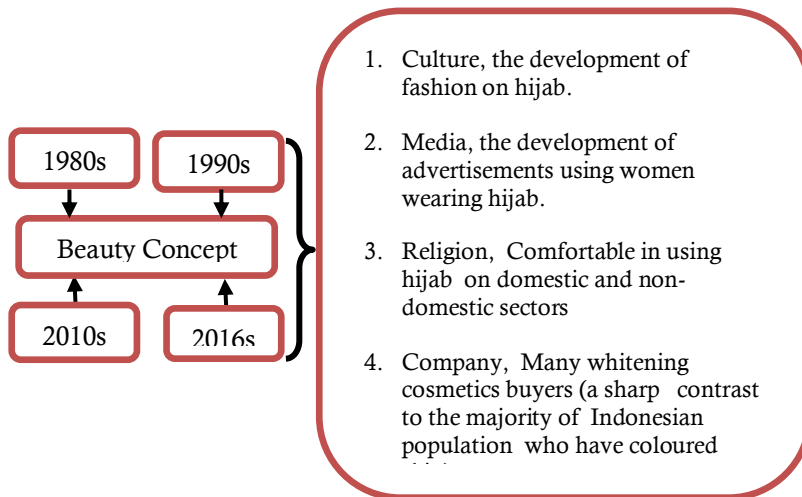 1980s
1990s
Beauty Concept
2010s
2016s
1. Culture, the development of
fashion on hijab.
2. Media, the development of
advertisements using women
wearing hijab.
3. Religion, Comfortable in using
hijab on domestic and non-
domestic sectors
4. Company, Many whitening
cosmetics buyers (a sharp contrast
to the majority of Indonesian
population who have coloured